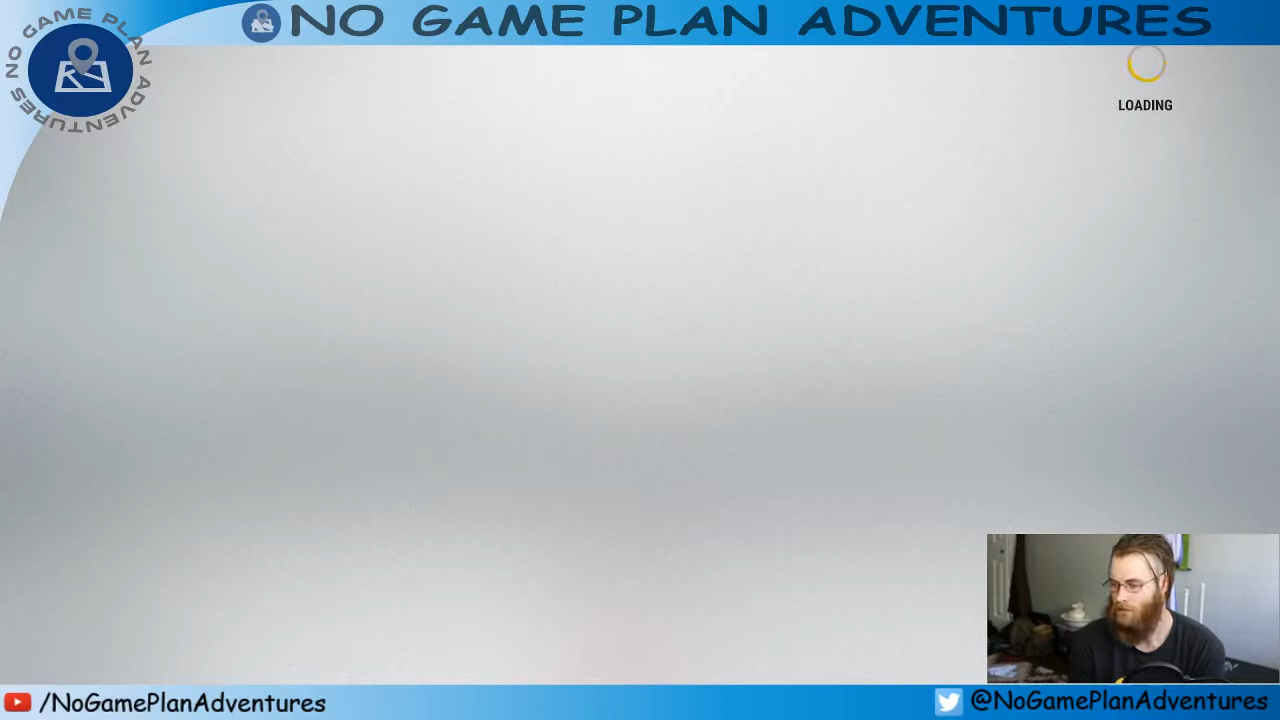 NO GAME PLAN ADVENTURES
NO GAME PLAN ADVENTURES
LOADING
/NoGamePlanAdventures
@NoGamePlanAdventures